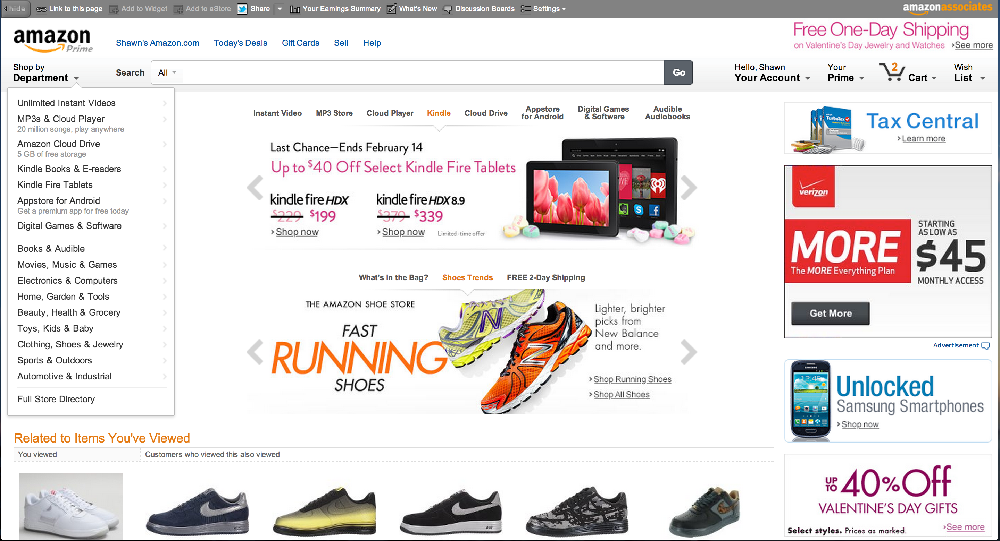 hide
Link to this page
Add to Widget
Add to aStore
Share
Your Earnings Summary
What's New
Discussion Boards
Settings
amazonassociates
amazon
Prime
Shawn's Amazon.com
Today's Deals
Gift Cards
Sell
Help
Free One-Day Shipping
on Valentine's Day Jewelry and Watches
›See more
Shop by
Department
Search
All
Go
Hello, Shawn
Your Account
Your
Prime
2
Cart
Wish
List
Unlimited Instant Videos
MP3s & Cloud Player
20 million songs, play anywhere
Amazon Cloud Drive
5 GB of free storage
Kindle Books & E-readers
Kindle Fire Tablets
Appstore for Android
Get a premium app for free today
Digital Games & Software
Books & Audible
Movies, Music & Games
Electronics & Computers
Home, Garden & Tools
Beauty, Health & Grocery
Toys, Kids & Baby
Clothing, Shoes & Jewelry
Sports & Outdoors
Automotive & Industrial
Full Store Directory
Instant Video
MP3 Store
Cloud Player
Kindle
Cloud Drive
Appstore
for Android
Digital Games
& Software
Audible
Audiobooks
Last Chance—Ends February 14
Up to $40 Off Select Kindle Fire Tablets
kindle fire HDX
$229 $199
›Shop now
kindle fire HDX 8.9
$379 $339
›Shop now
Limited-time offer
What's in the Bag?
Shoes Trends
FREE 2-Day Shipping
THE AMAZON SHOE STORE
FAST
RUNNING
SHOES
N
Lighter, brighter
picks from
New Balance
and more.
›Shop Running Shoes
›Shop All Shoes
TurboTax
Tax Central
›Learn more
verizon
MORE
The MORE Everything Plan
STARTING
AS LOW AS
$45
MONTHLY ACCESS
Get More
Advertisement
SAMSUNG
12:45
Unlocked
Samsung Smartphones
›Shop now
UP TO 40% Off
VALENTINE'S DAY GIFTS
›See more
Select styles. Prices as marked.
Related to Items You've Viewed
You viewed
Customers who viewed this also viewed
AIR